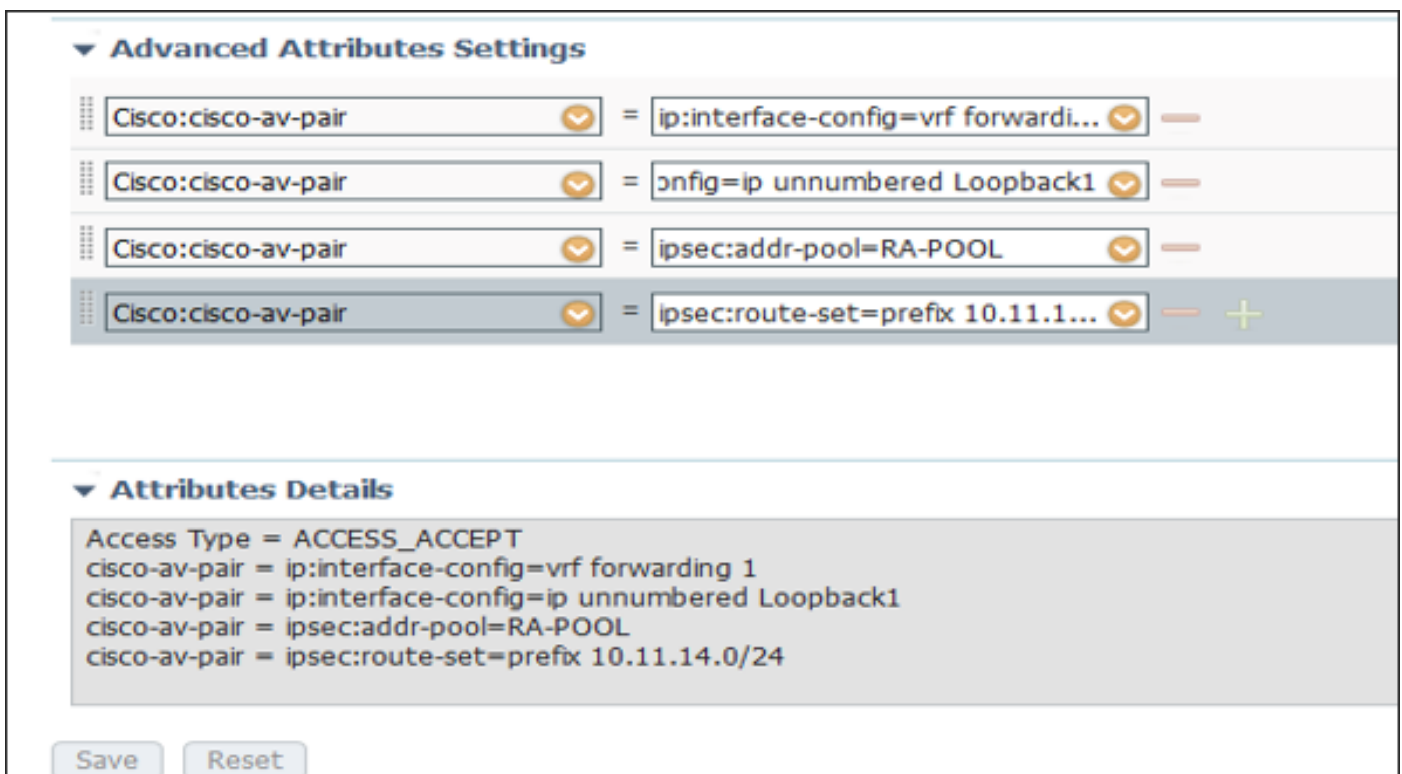 Advanced Attributes Settings
Cisco:cisco-av-pair = ip:interface-config=vrf forwardi...
Cisco:cisco-av-pair = onfig=ip unnumbered Loopback1
Cisco:cisco-av-pair = ipsec:addr-pool=RA-POOL
Cisco:cisco-av-pair = ipsec:route-set=prefix 10.11.1...
Attributes Details
Access Type = ACCESS_ACCEPT
cisco-av-pair = ip:interface-config=vrf forwarding 1
cisco-av-pair = ip:interface-config=ip unnumbered Loopback1
cisco-av-pair = ipsec:addr-pool=RA-POOL
cisco-av-pair = ipsec:route-set=prefix 10.11.14.0/24
Save Reset